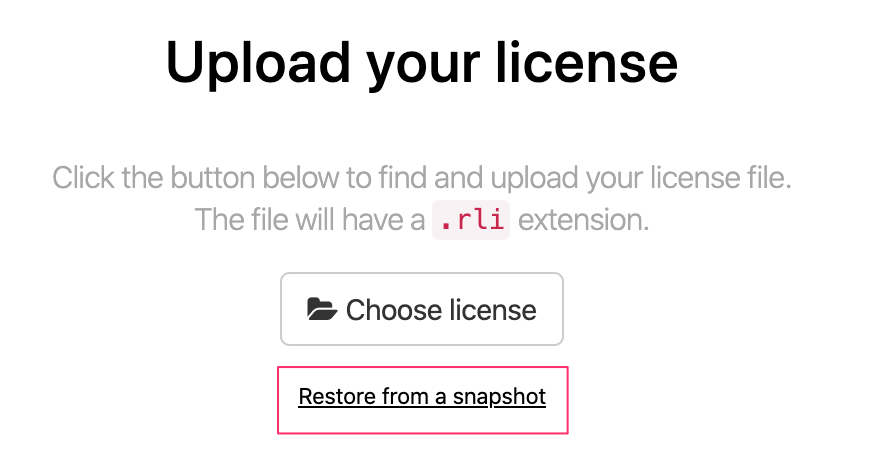 Upload your license
Click the button below to find and upload your license file.
The file will have a .rli extension.
Choose license
Restore from a snapshot